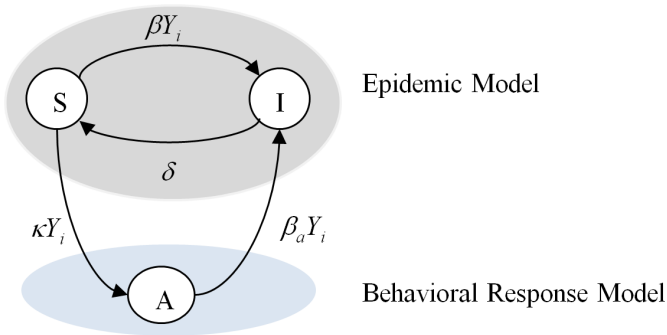 βY_i
S
I
Epidemic Model
δ
κY_i
β_aY_i
A
Behavioral Response Model